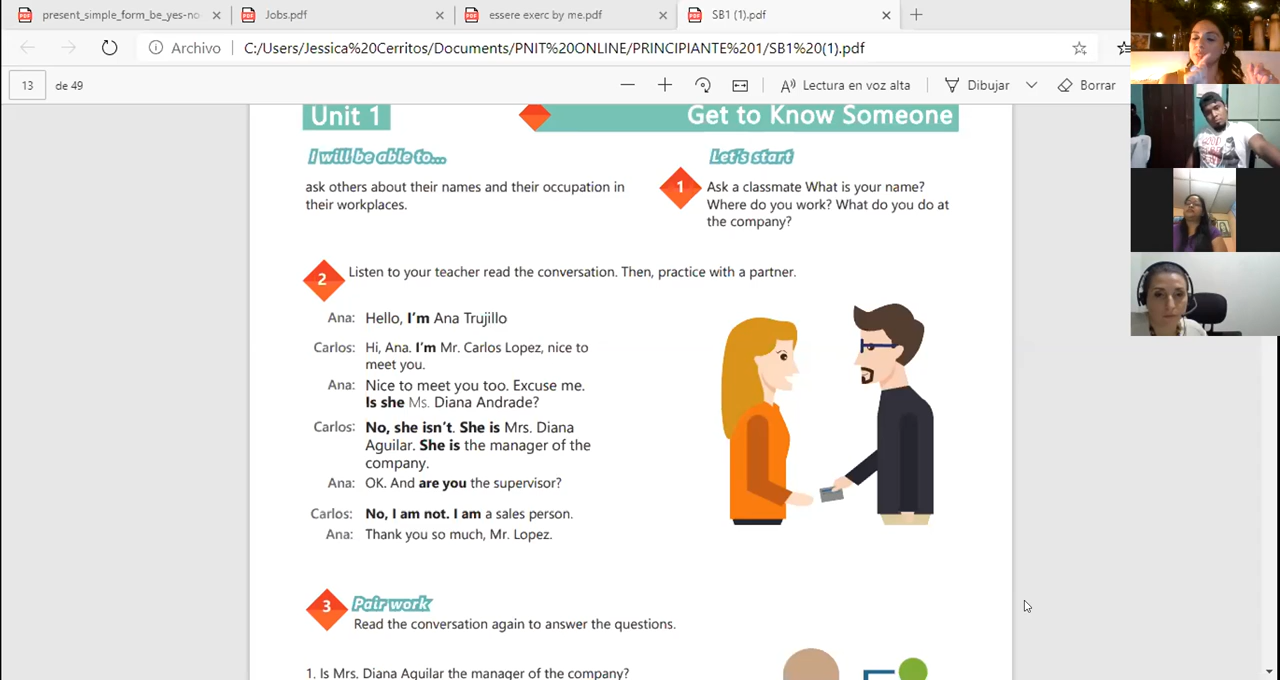 present_simple_form_be_yes-no
Jobs.pdf
essere exerc by me.pdf
SB1 (1).pdf
Archivo
C:/Users/Jessica%20Cerritos/Documents/PNIT%20ONLINE/PRINCIPIANTE%201/SB1%20(1).pdf
13 de 49
Lectura en voz alta
Dibujar
Borrar
Unit 1
Get to Know Someone
I will be able to...
ask others about their names and their occupation in
their workplaces.
Let's start
1 Ask a classmate What is your name?
Where do you work? What do you do at
the company?
2 Listen to your teacher read the conversation. Then, practice with a partner.
Ana: Hello, I'm Ana Trujillo
Carlos: Hi, Ana. I'm Mr. Carlos Lopez, nice to
meet you.
Ana: Nice to meet you too. Excuse me.
Is she Ms. Diana Andrade?
Carlos: No, she isn't. She is Mrs. Diana
Aguilar. She is the manager of the
company.
Ana: OK. And are you the supervisor?
Carlos: No, I am not. I am a sales person.
Ana: Thank you so much, Mr. Lopez.
3 Pair work
Read the conversation again to answer the questions.
1. Is Mrs. Diana Aguilar the manager of the company?